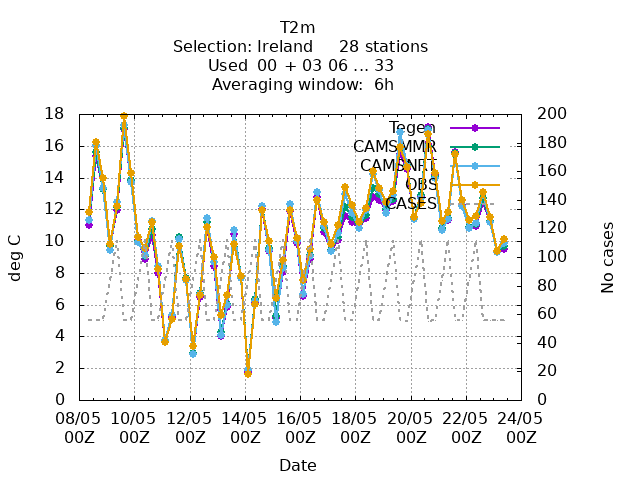 T2m
Selection: Ireland 28 stations
Used 00 + 03 06 ... 33
Averaging window: 6h
18 200
Tegen
16 180
CAMSMMR
14 160
CAMSNRT
12 140
OBS
10 120
CASES
8 100
6 80
4 60
2 40
0 20
0
deg C
No cases
08/05 10/05 12/05 14/05 16/05 18/05 20/05 22/05 24/05
00Z 00Z 00Z 00Z 00Z 00Z 00Z 00Z 00Z
Date